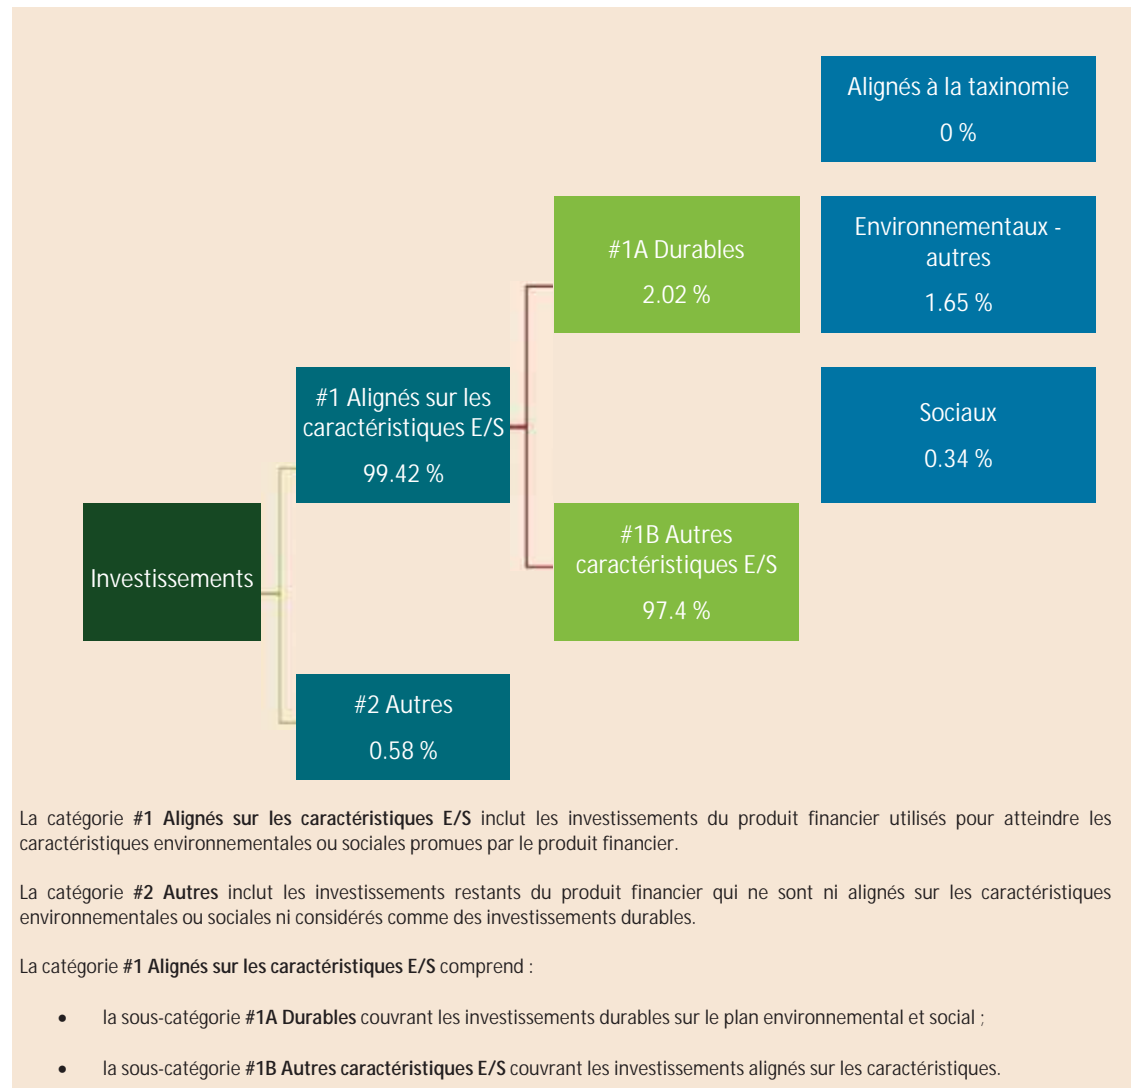 Alignés à la taxinomie
0 %
#1A Durables
2.02 %
Environnementaux -
autres
1.65 %
#1 Alignés sur les
caractéristiques E/S
99.42 %
Sociaux
0.34 %
Investissements
#1B Autres
caractéristiques E/S
97.4 %
#2 Autres
0.58 %
La catégorie #1 Alignés sur les caractéristiques E/S inclut les investissements du produit financier utilisés pour atteindre les
caractéristiques environnementales ou sociales promues par le produit financier.
La catégorie #2 Autres inclut les investissements restants du produit financier qui ne sont ni alignés sur les caractéristiques
environnementales ou sociales ni considérés comme des investissements durables.
La catégorie #1 Alignés sur les caractéristiques E/S comprend :
• la sous-catégorie #1A Durables couvrant les investissements durables sur le plan environnemental et social ;
• la sous-catégorie #1B Autres caractéristiques E/S couvrant les investissements alignés sur les caractéristiques.